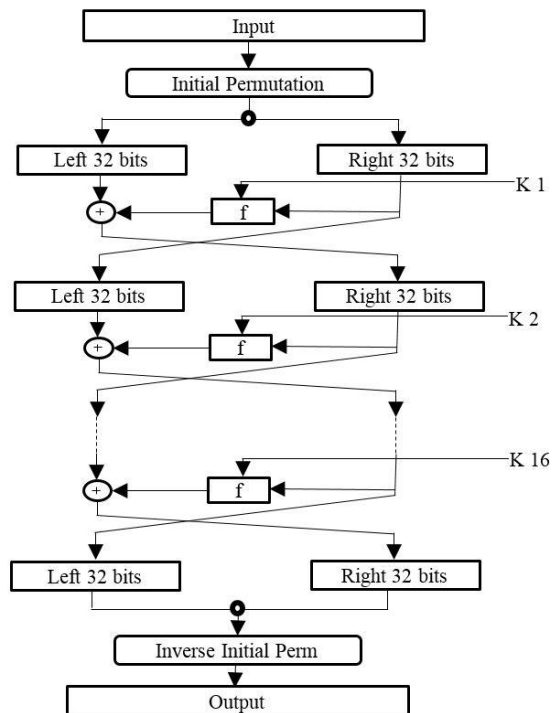 Input
Initial Permutation
Left 32 bits
Right 32 bits
K 1
+
f
Left 32 bits
Right 32 bits
K 2
+
f
K 16
+
f
Left 32 bits
Right 32 bits
Inverse Initial Perm
Output